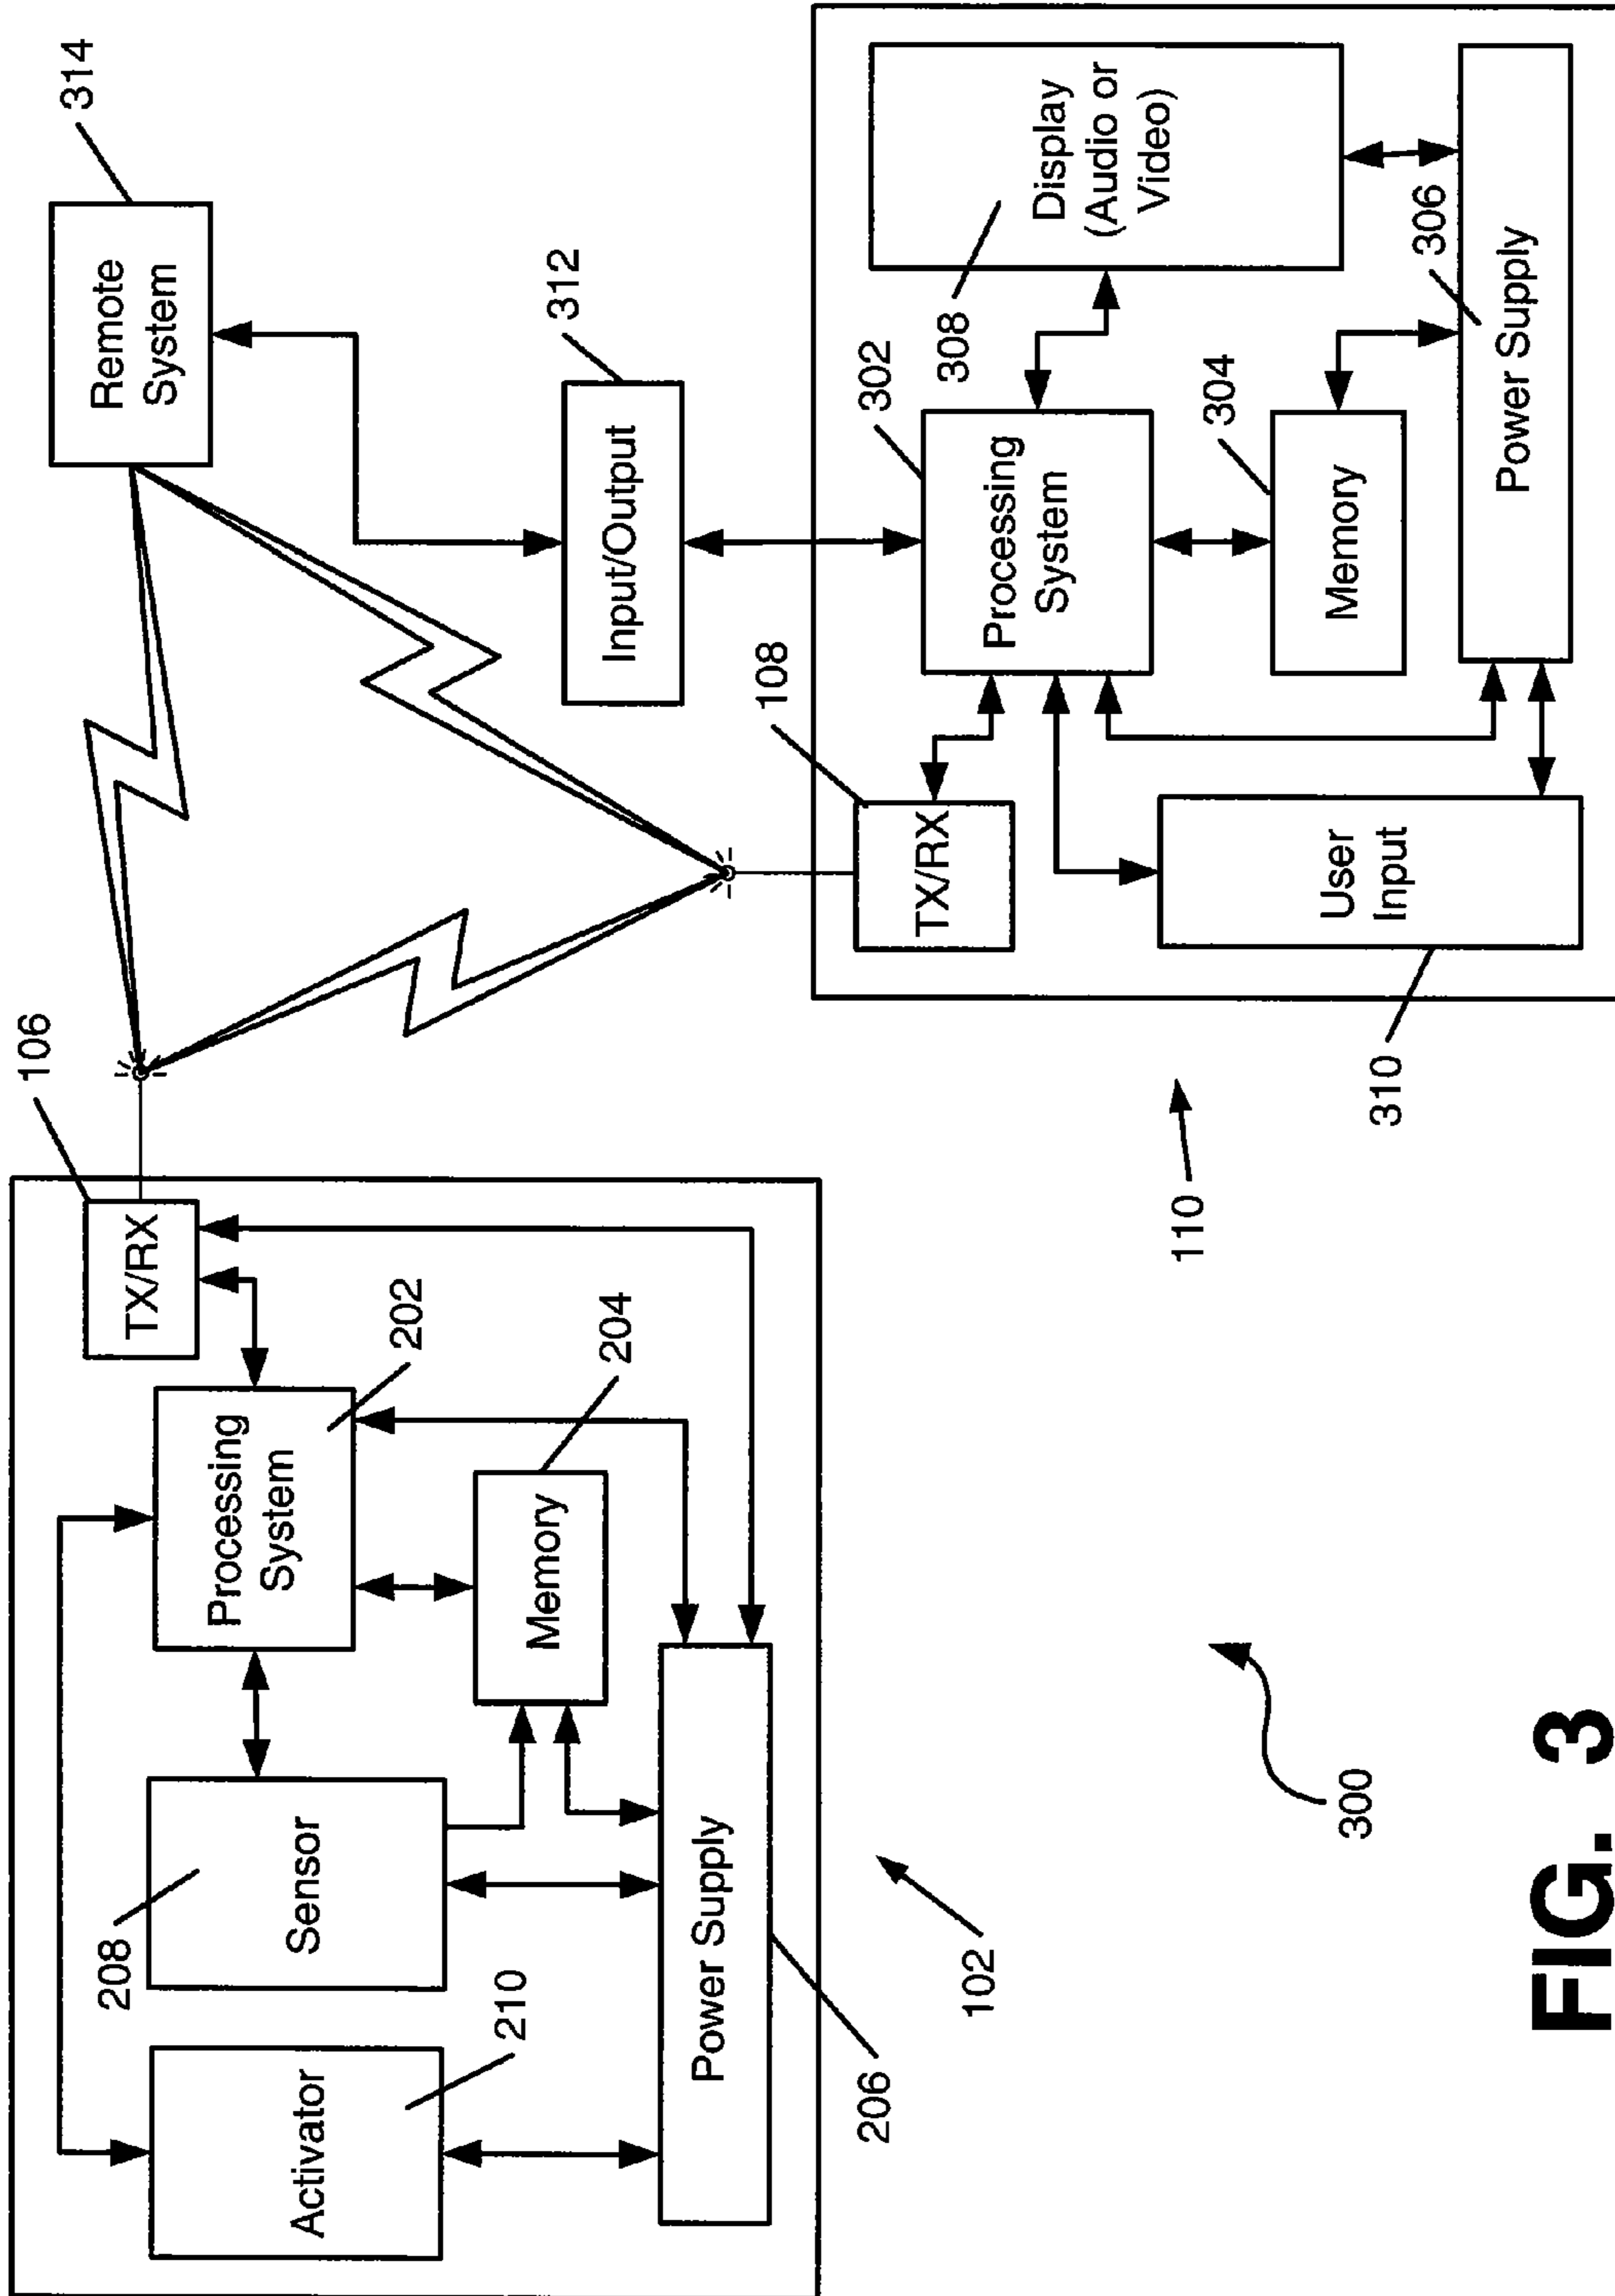 106
TX/RX
Processing
System
202
Memory
204
Sensor
208
Activator
210
Power Supply
206
102
314
Remote
System
312
Input/Output
108
TX/RX
302
Processing
System
308
Display
(Audio or
Video)
304
Memory
306
Power Supply
User
Input
310
110
300
FIG. 3